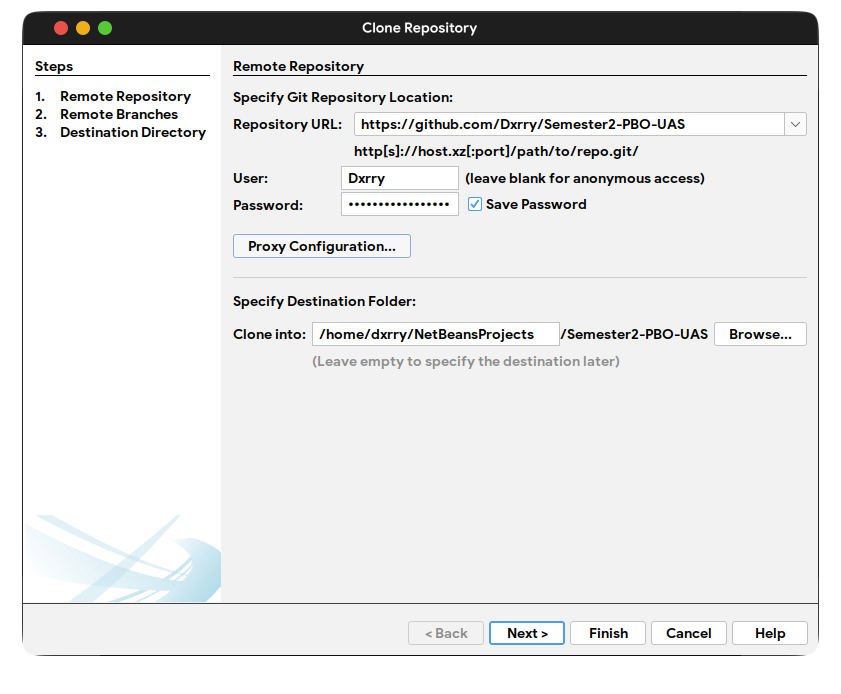 Clone Repository
Steps
1. Remote Repository
2. Remote Branches
3. Destination Directory
Remote Repository
Specify Git Repository Location:
Repository URL: https://github.com/Dxrry/Semester2-PBO-UAS
http[s]://host.xz[:port]/path/to/repo.git/
User: Dxrry (leave blank for anonymous access)
Password: ••••••••••••••••• Save Password
Proxy Configuration...
Specify Destination Folder:
Clone into: /home/dxrry/NetBeansProjects /Semester2-PBO-UAS Browse...
(Leave empty to specify the destination later)
< Back Next > Finish Cancel Help